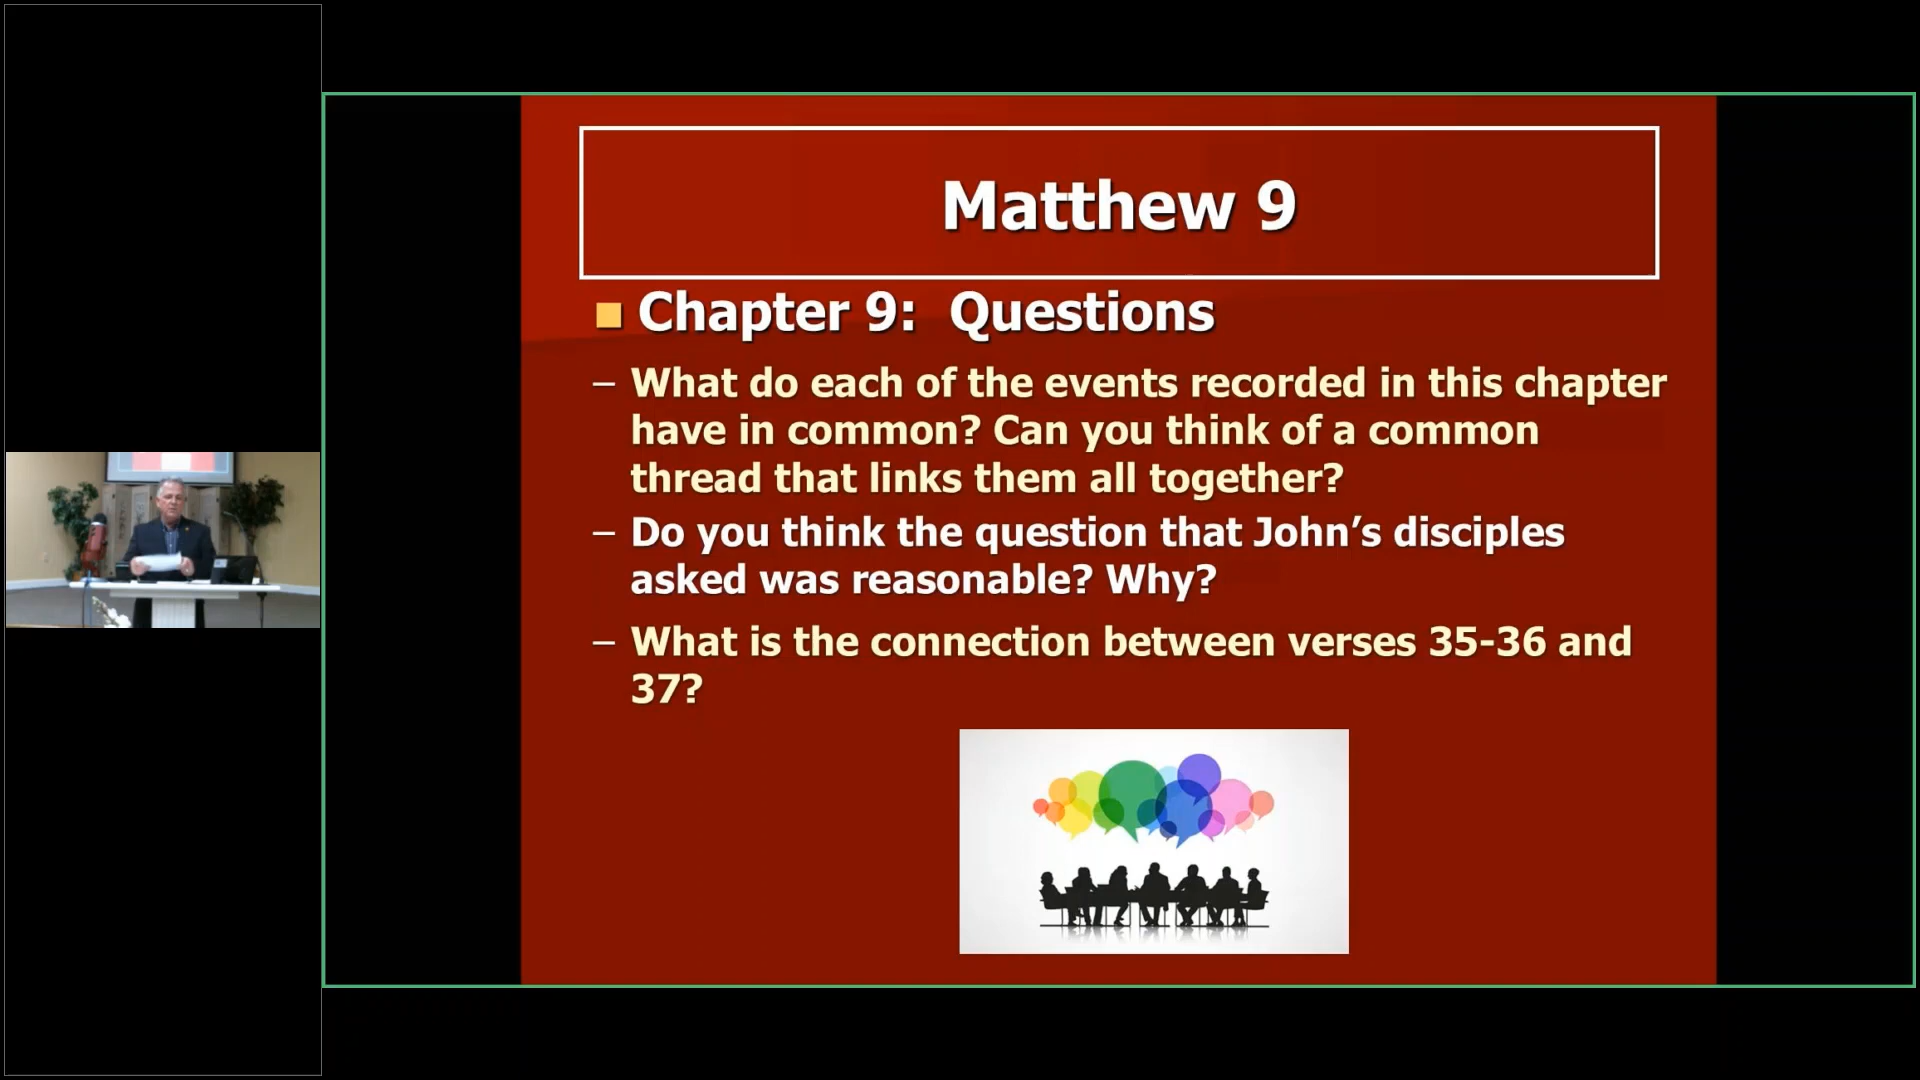 Matthew 9
Chapter 9: Questions
– What do each of the events recorded in this chapter
have in common? Can you think of a common
thread that links them all together?
– Do you think the question that John’s disciples
asked was reasonable? Why?
– What is the connection between verses 35-36 and
37?